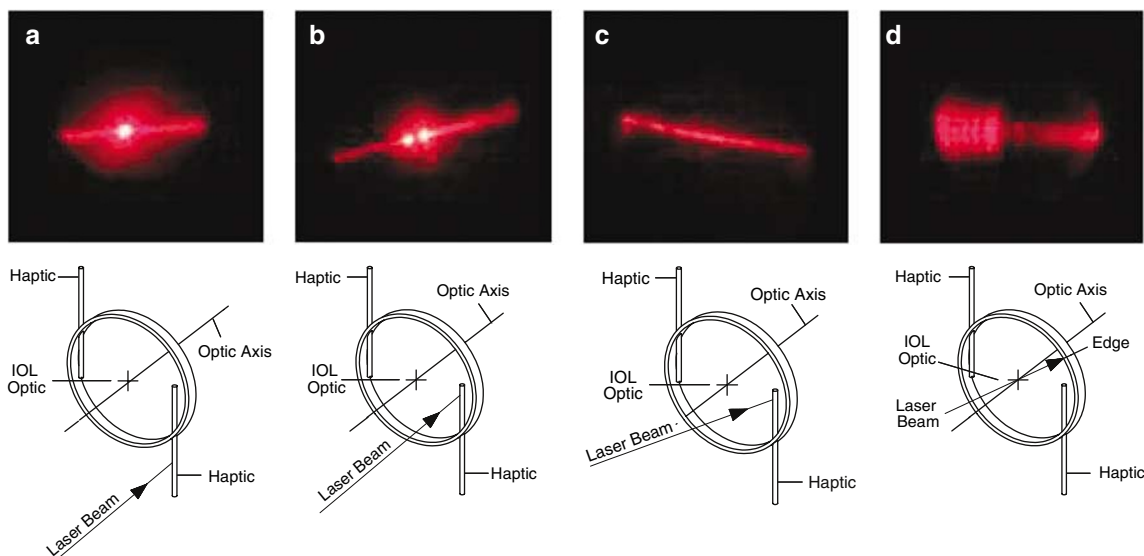 a
b
c
d
Haptic
IOL
Optic
Optic Axis
Laser Beam
Haptic
Haptic
IOL
Optic
Optic Axis
Laser Beam
Haptic
Haptic
IOL
Optic
Optic Axis
Laser Beam
Haptic
Haptic
IOL
Optic
Optic Axis
Edge
Laser
Beam
Haptic